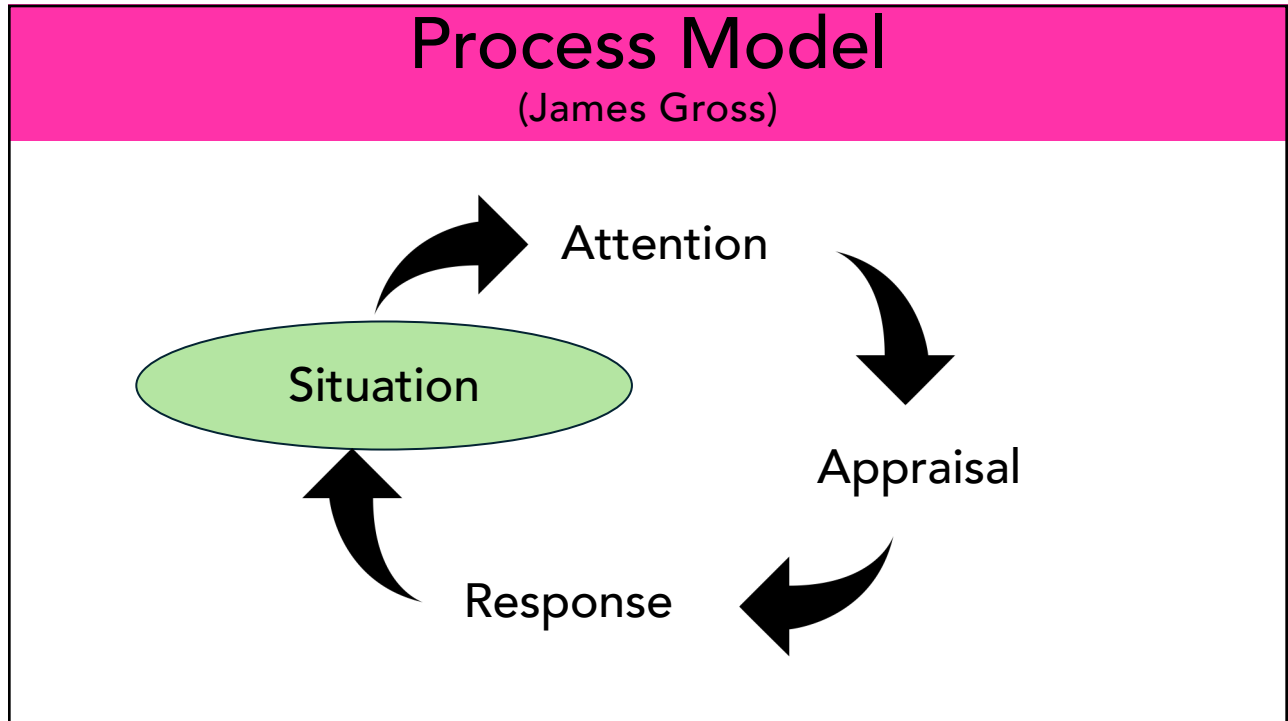 Process Model
(James Gross)
Attention
Situation
Appraisal
Response